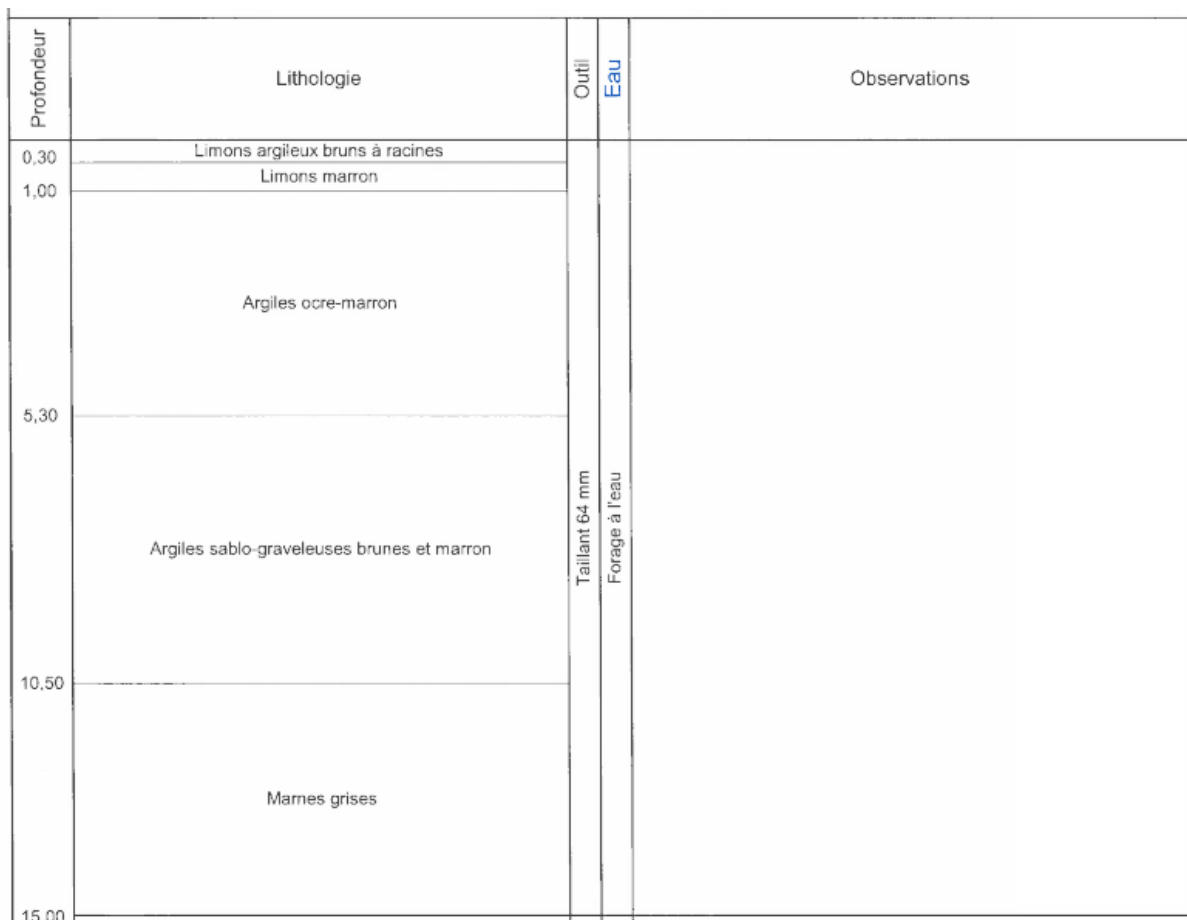 Profondeur
Lithologie
Outil
Eau
Observations
0,30
Limons argileux bruns à racines
Limons marron
1,00
Argiles ocre-marron
5,30
Taillant 64 mm
Forage à l'eau
Argiles sablo-graveleuses brunes et marron
10,50
Marnes grises
15,00